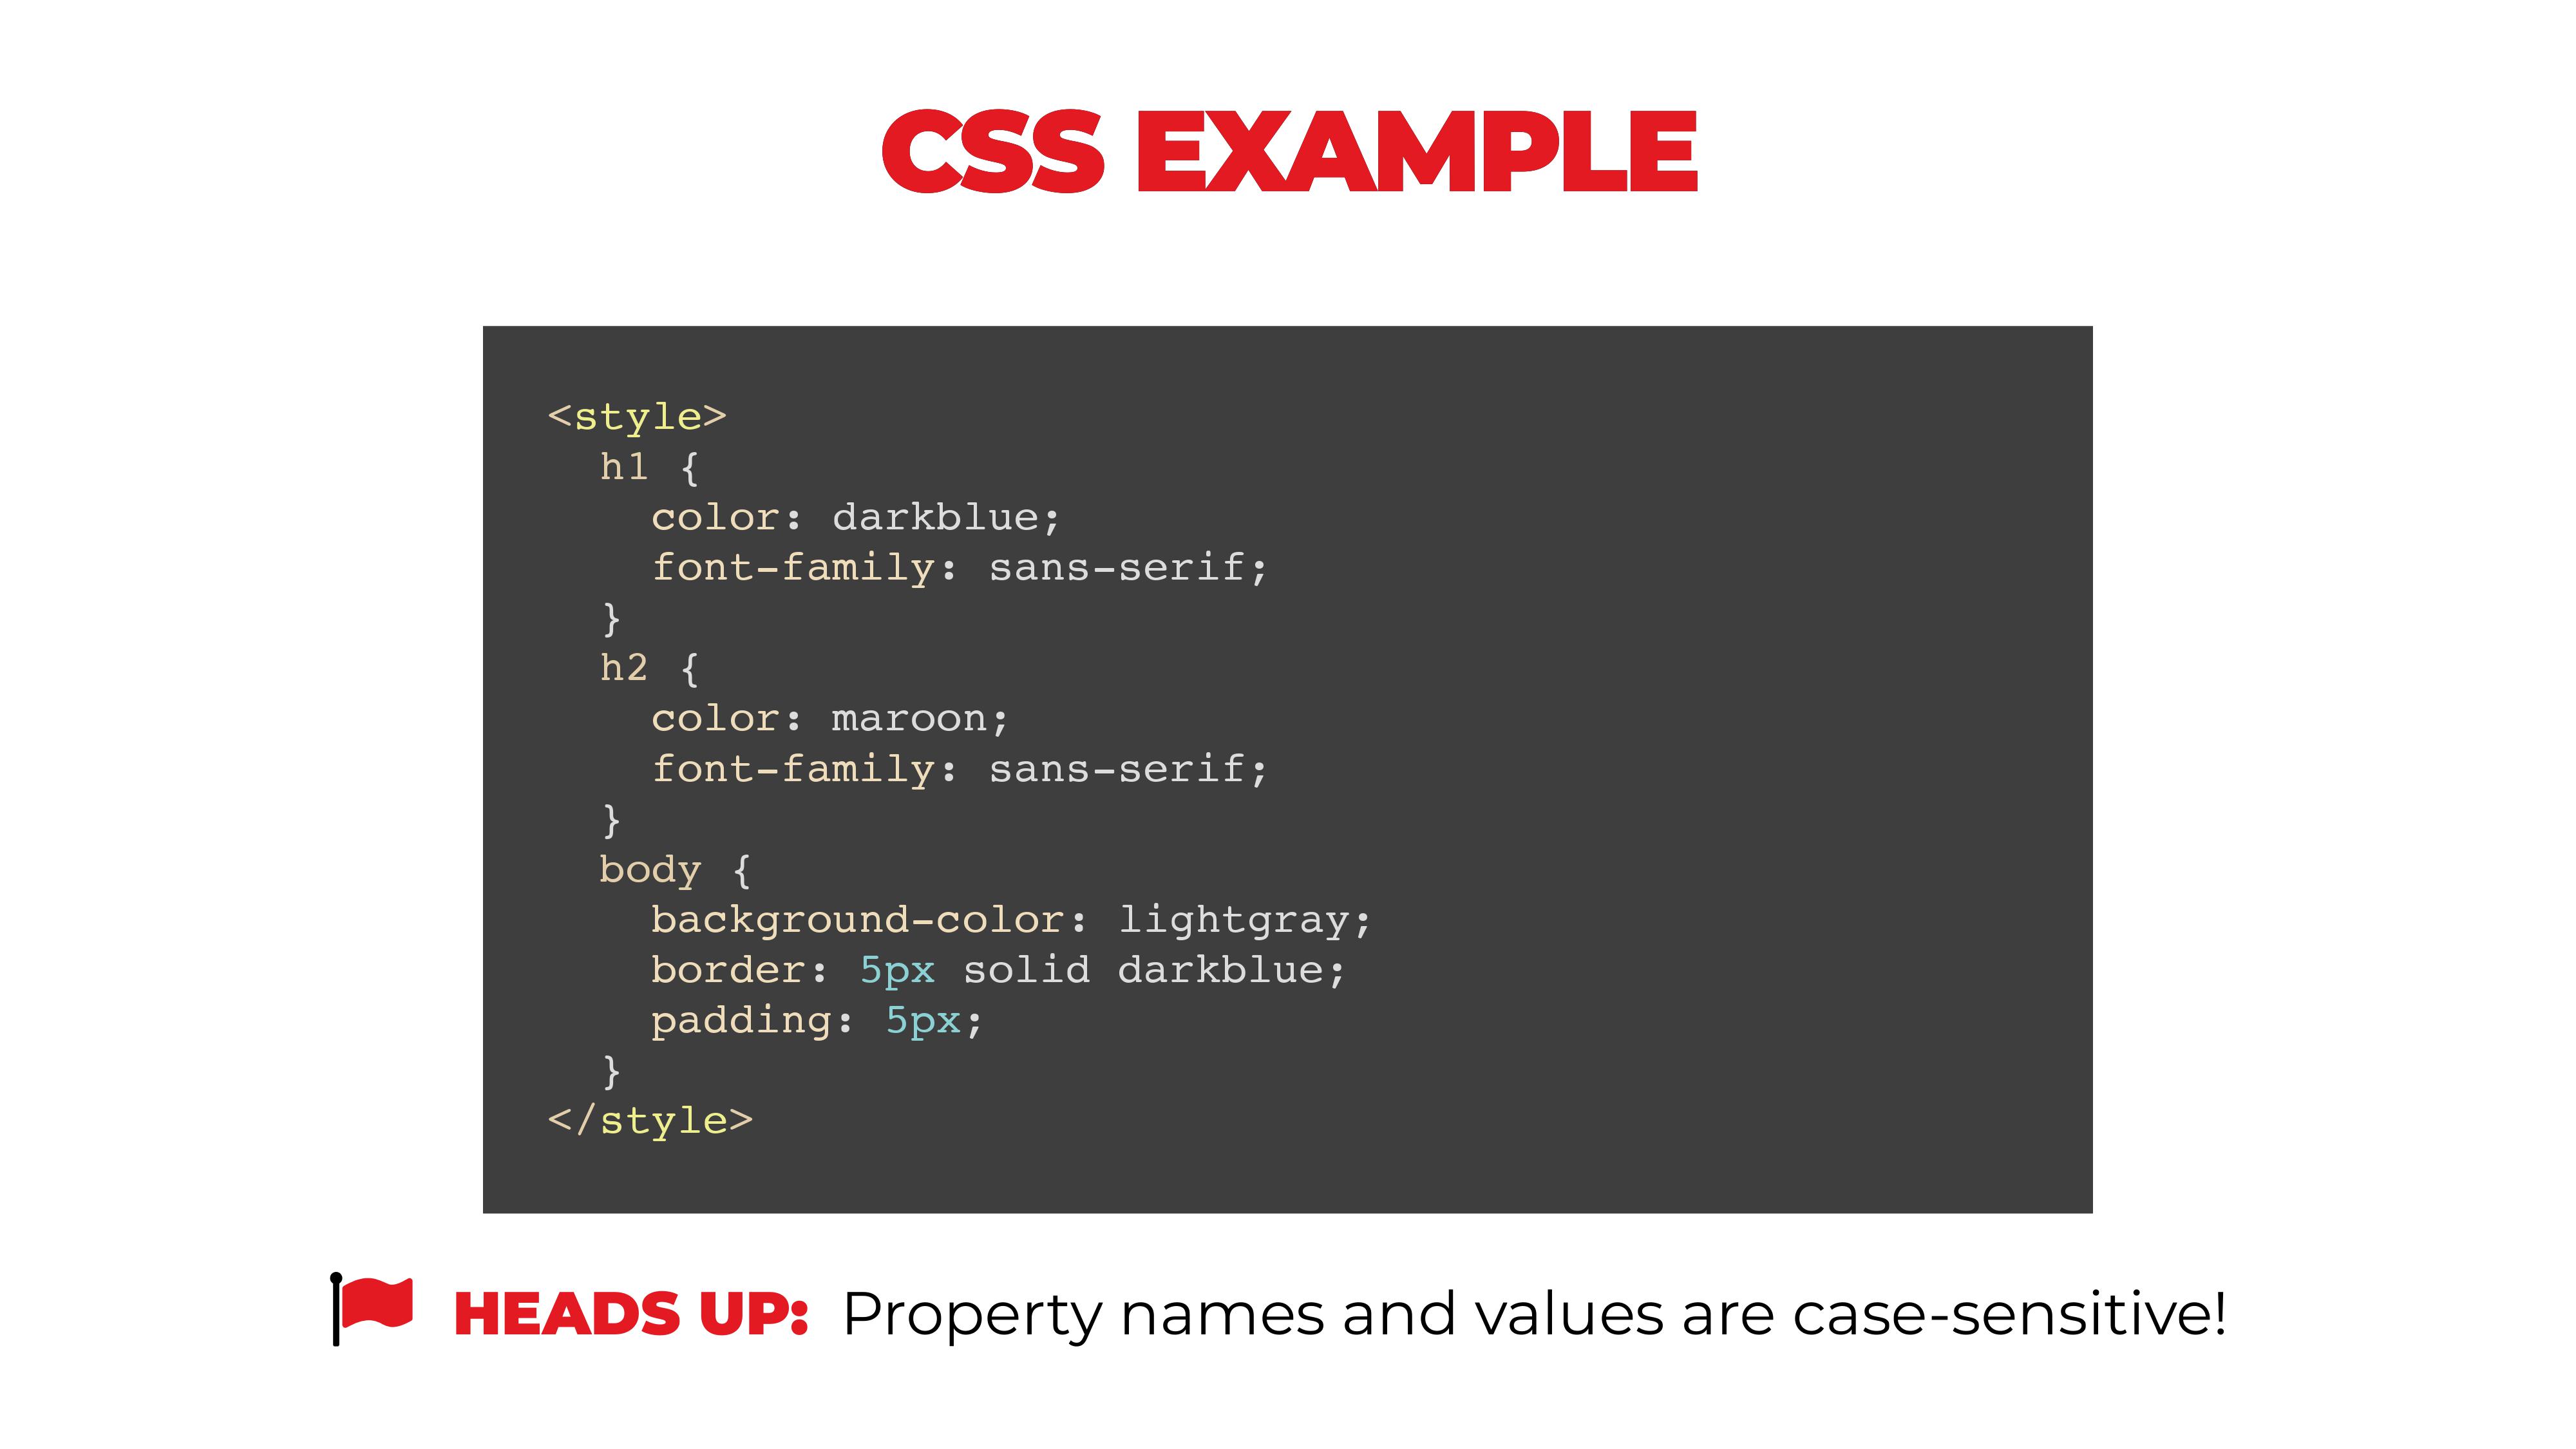 CSS EXAMPLE
<style>
  h1 {
    color: darkblue;
    font-family: sans-serif;
  }
  h2 {
    color: maroon;
    font-family: sans-serif;
  }
  body {
    background-color: lightgray;
    border: 5px solid darkblue;
    padding: 5px;
  }
</style>
HEADS UP: Property names and values are case-sensitive!